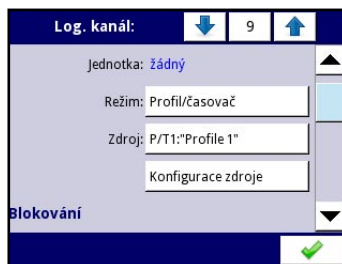 Log. kanál: 9
Jednotka: žádný
Režim: Profil/časovač
Zdroj: P/T1:"Profile 1"
Konfigurace zdroje
Blokování